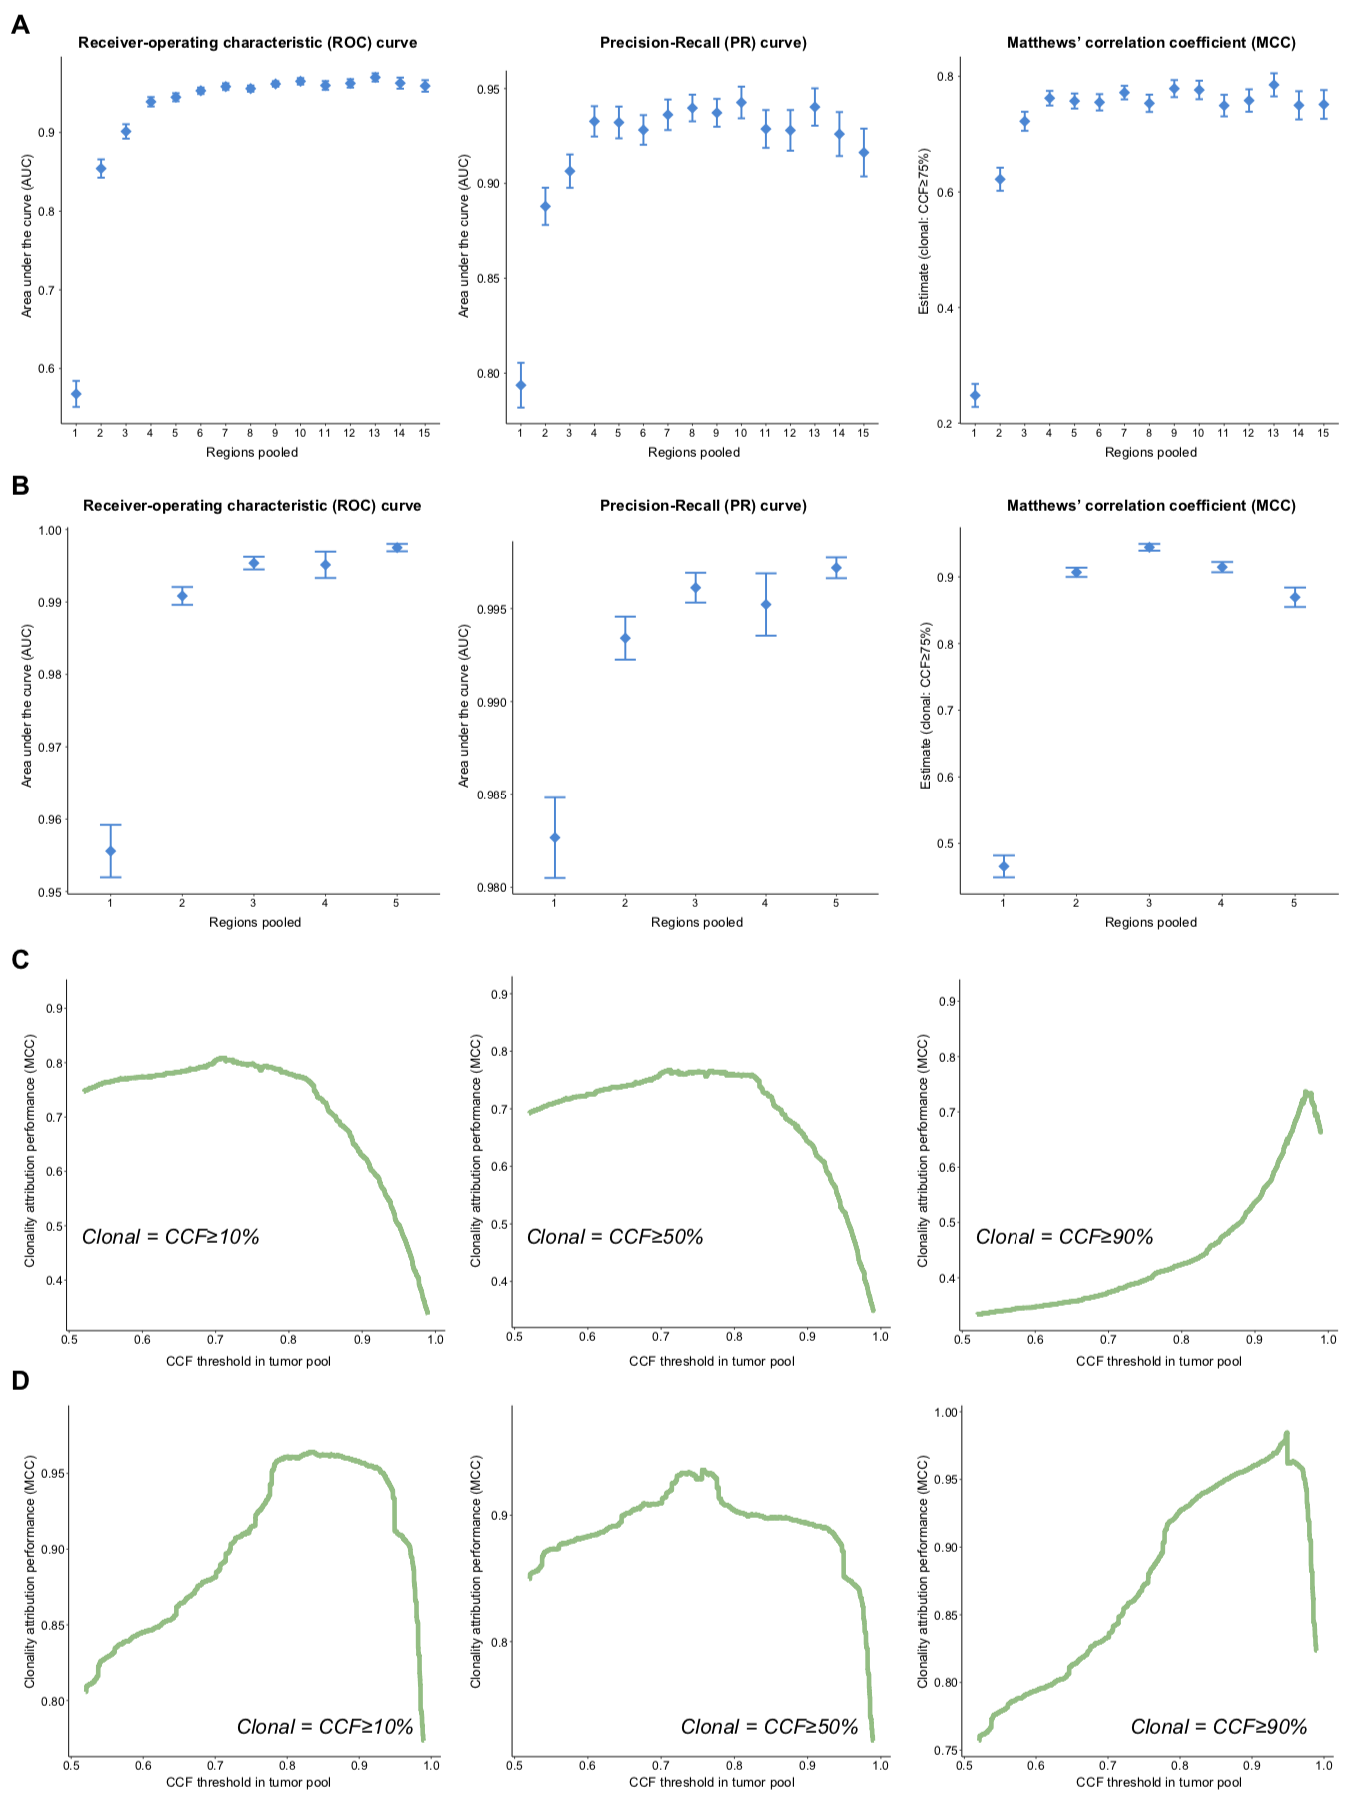 A
Receiver-operating characteristic (ROC) curve
Area under the curve (AUC)
0.9
0.8
0.7
0.6
1 2 3 4 5 6 7 8 9 10 11 12 13 14 15
Regions pooled
Precision-Recall (PR) curve)
Area under the curve (AUC)
0.95
0.90
0.85
0.80
1 2 3 4 5 6 7 8 9 10 11 12 13 14 15
Regions pooled
Matthews’ correlation coefficient (MCC)
Estimate (clonal: CCF≥75%)
0.8
0.6
0.4
0.2
1 2 3 4 5 6 7 8 9 10 11 12 13 14 15
Regions pooled
B
Receiver-operating characteristic (ROC) curve
Area under the curve (AUC)
1.00
0.99
0.98
0.97
0.96
0.95
1 2 3 4 5
Regions pooled
Precision-Recall (PR) curve)
Area under the curve (AUC)
0.995
0.990
0.985
0.980
1 2 3 4 5
Regions pooled
Matthews’ correlation coefficient (MCC)
Estimate (clonal: CCF≥75%)
0.9
0.8
0.7
0.6
0.5
1 2 3 4 5
Regions pooled
C
Clonality attribution performance (MCC)
0.9
0.8
0.7
0.6
0.5
0.4
Clonal = CCF≥10%
0.5 0.6 0.7 0.8 0.9 1.0
CCF threshold in tumor pool
Clonality attribution performance (MCC)
0.9
0.8
0.7
0.6
0.5
0.4
Clonal = CCF≥50%
0.5 0.6 0.7 0.8 0.9 1.0
CCF threshold in tumor pool
Clonality attribution performance (MCC)
0.9
0.8
0.7
0.6
0.5
0.4
Clonal = CCF≥90%
0.5 0.6 0.7 0.8 0.9 1.0
CCF threshold in tumor pool
D
Clonality attribution performance (MCC)
0.95
0.90
0.85
0.80
Clonal = CCF≥10%
0.5 0.6 0.7 0.8 0.9 1.0
CCF threshold in tumor pool
Clonality attribution performance (MCC)
0.9
0.8
Clonal = CCF≥50%
0.5 0.6 0.7 0.8 0.9 1.0
CCF threshold in tumor pool
Clonality attribution performance (MCC)
1.00
0.95
0.90
0.85
0.80
0.75
Clonal = CCF≥90%
0.5 0.6 0.7 0.8 0.9 1.0
CCF threshold in tumor pool